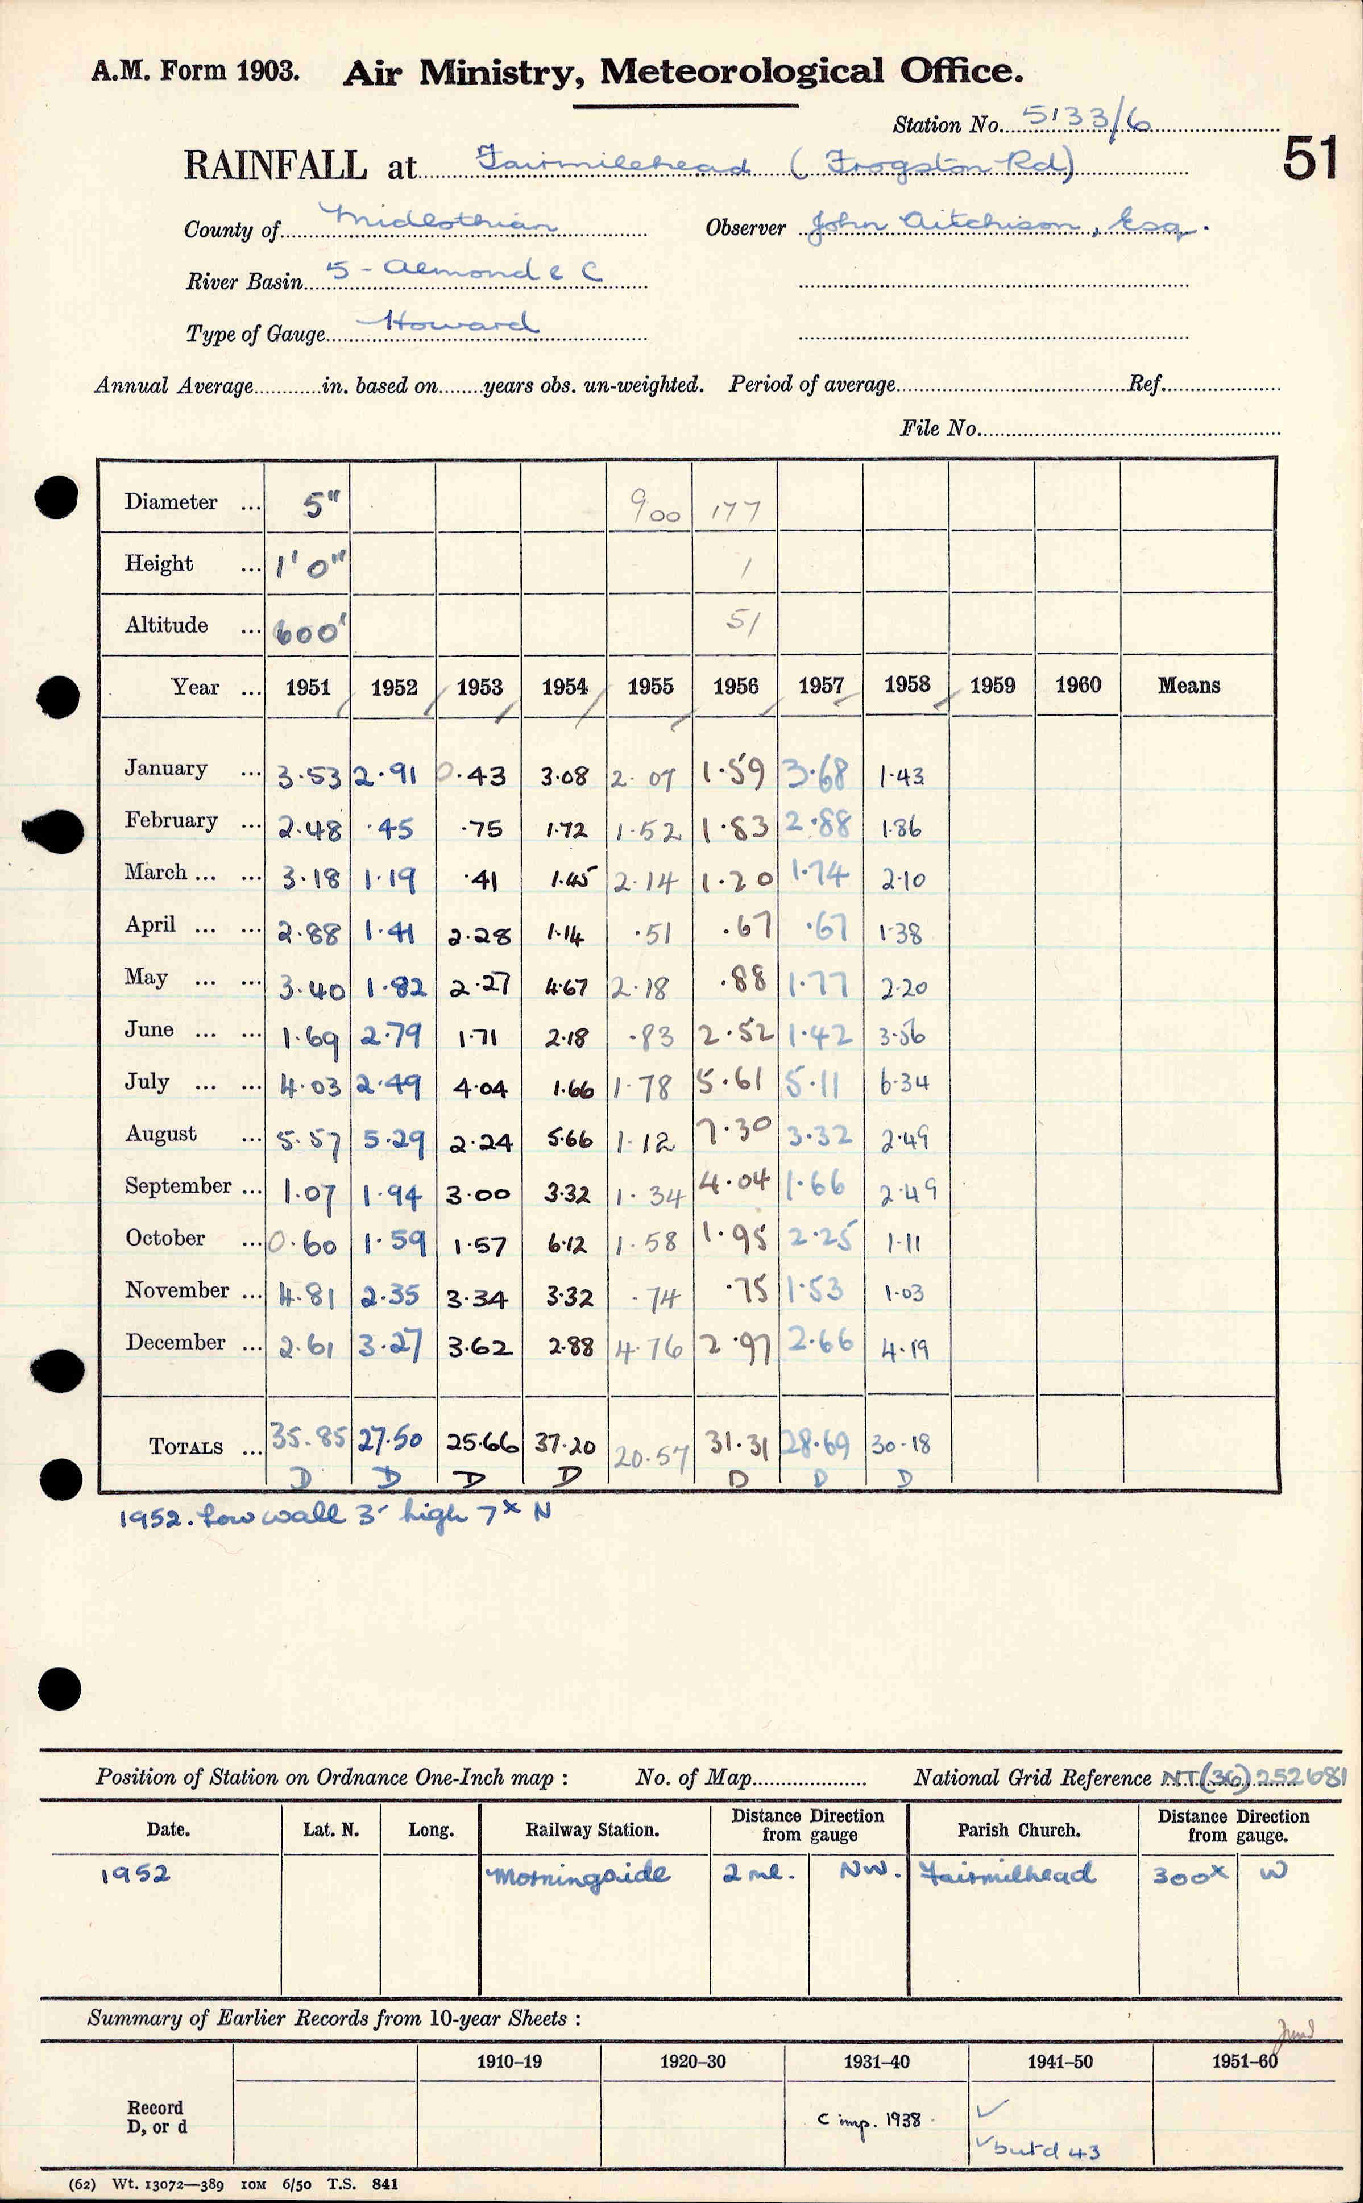 A.M. Form 1903. Air Ministry, Meteorological Office.
Station No. 5133/6
RAINFALL at Fairmilehead (Frogston Rd) 51
County of Midlothian Observer John Aitchison, Esq.
River Basin 5 - Almond &c
Type of Gauge Howard
Annual Average in. based on years obs. un-weighted. Period of average Ref.
File No.
Diameter ... 5" 900 177
Height ... 1' 0" 1
Altitude ... 600' 51
Year ... 1951 1952 1953 1954 1955 1956 1957 1958 1959 1960 Means
January ... 3.53 2.91 0.43 3.08 2.07 1.59 3.68 1.43
February ... 2.48 .45 .75 1.72 1.52 1.83 2.88 1.86
March ... ... 3.18 1.19 .41 1.45 2.14 1.20 1.74 2.10
April ... ... 2.88 1.41 2.28 1.14 .51 .67 .67 1.38
May ... ... 3.40 1.82 2.27 4.67 2.18 .88 1.77 2.20
June ... ... 1.69 2.79 1.71 2.18 .83 2.52 1.42 3.56
July ... ... 4.03 2.49 4.04 1.66 1.78 5.61 5.11 6.34
August ... 5.57 5.29 2.24 5.66 1.12 7.30 3.32 2.49
September ... 1.07 1.94 3.00 3.32 1.34 4.04 1.66 2.49
October ... 0.60 1.59 1.57 6.12 1.58 1.95 2.25 1.11
November ... 4.81 2.35 3.34 3.32 .74 .75 1.53 1.03
December ... 2.61 3.27 3.62 2.88 4.76 2.97 2.66 4.19
TOTALS ... 35.85 27.50 25.66 37.20 20.57 31.31 28.69 30.18
D D D D D D D
1952. Low wall 3' high 7x N
Position of Station on Ordnance One-Inch map : No. of Map National Grid Reference NT(36)252681
Date. Lat. N. Long. Railway Station. Distance Direction from gauge Parish Church. Distance Direction from gauge.
1952 Morningside 2 ml. NW. Fairmilhead 300x W
Summary of Earlier Records from 10-year Sheets :
1910–19 1920–30 1931–40 1941–50 1951–60
Record
D, or d
C imp. 1938 ✓
✓ but d 43
(62) Wt. 13072—389 10M 6/50 T.S. 841